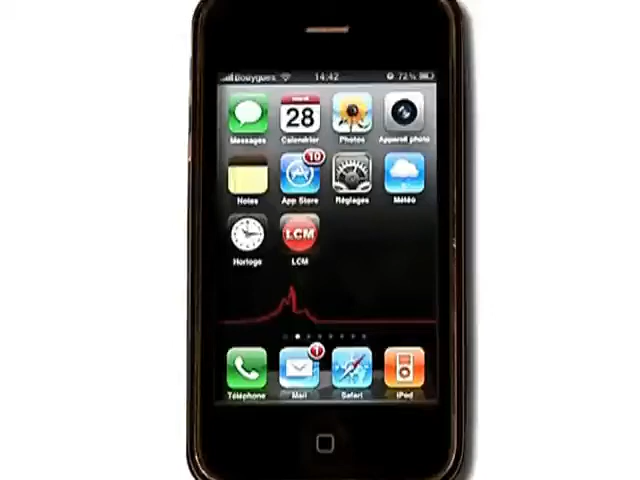 Bouygues 14:42 72 %
28
Messages Calendrier Photos Appareil photo
10
Notes App Store Réglages Météo
LCM
Horloge LCM
1
Téléphone Mail Safari iPod